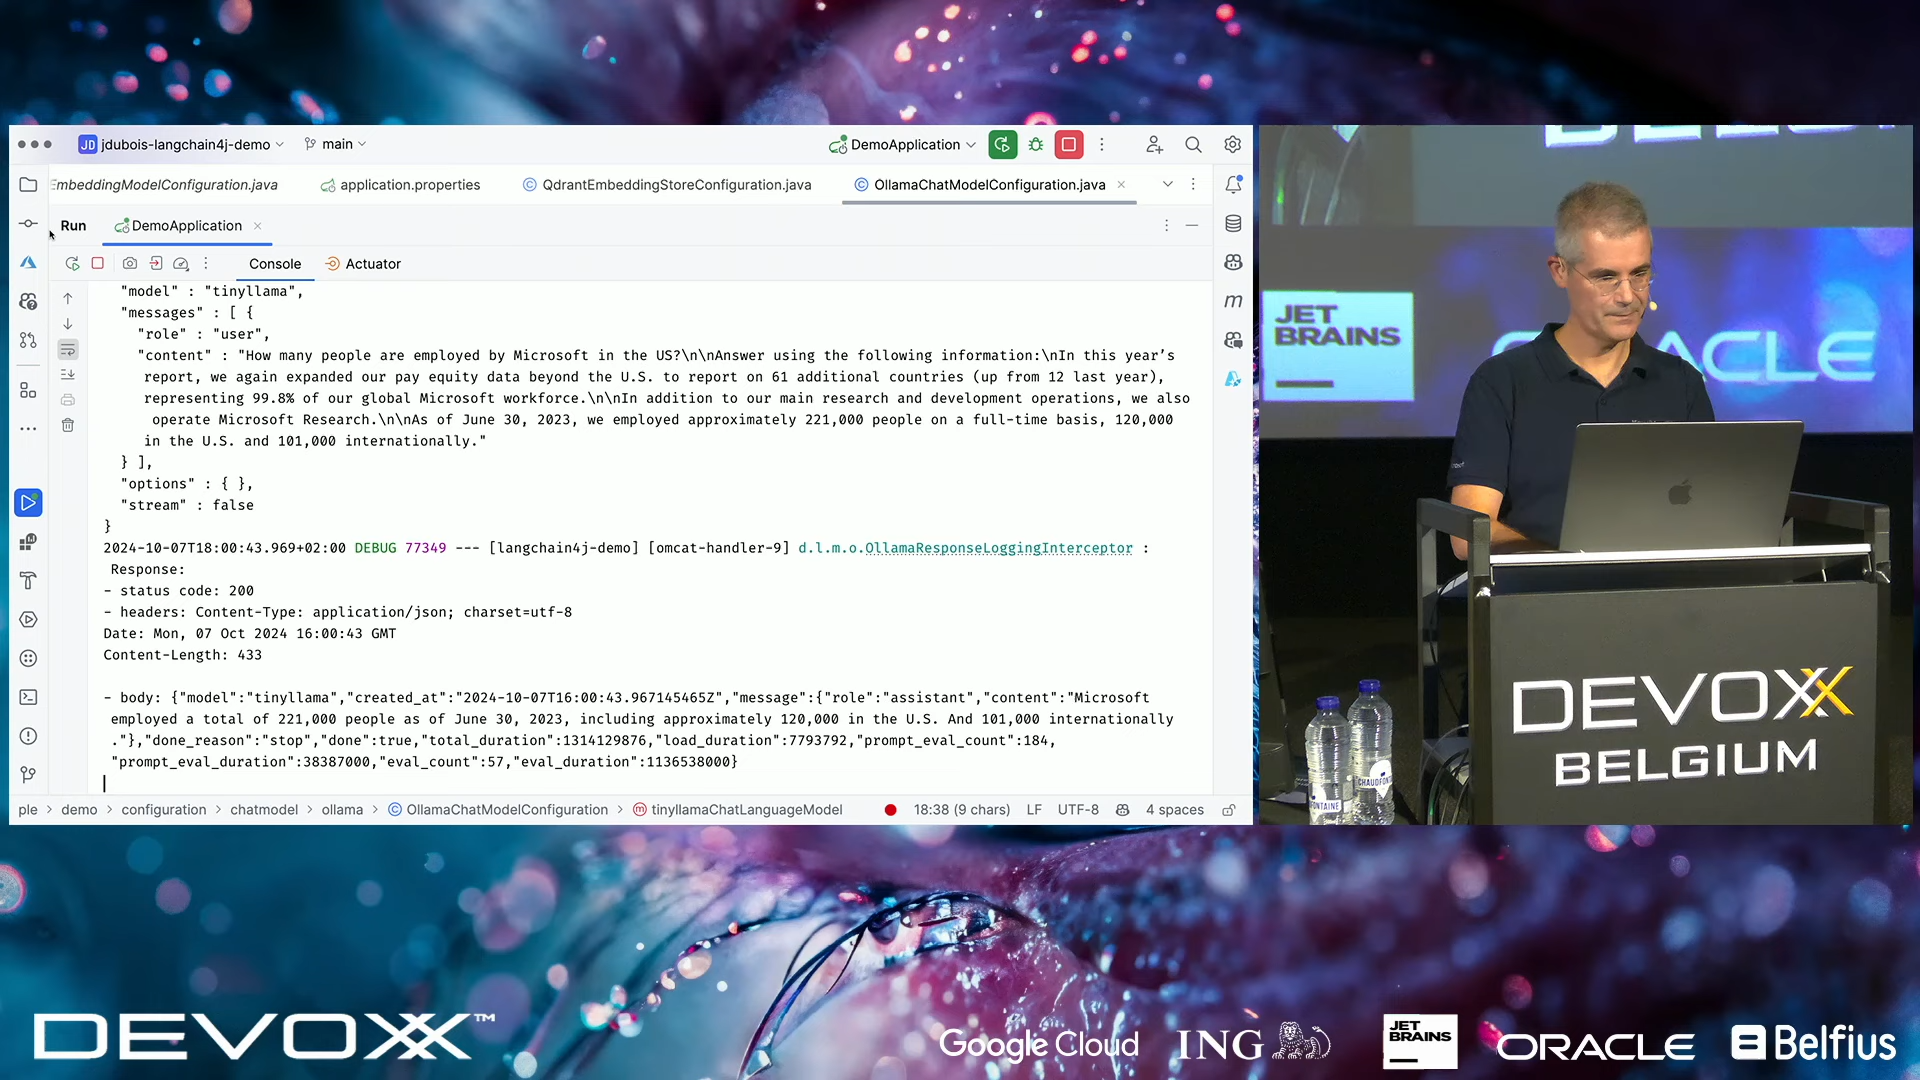 JD jdubois-langchain4j-demo main DemoApplication
EmbeddingModelConfiguration.java application.properties QdrantEmbeddingStoreConfiguration.java OllamaChatModelConfiguration.java
Run DemoApplication
Console Actuator
"model" : "tinyllama",
"messages" : [ {
"role" : "user",
"content" : "How many people are employed by Microsoft in the US?\n\nAnswer using the following information:\nIn this year's
report, we again expanded our pay equity data beyond the U.S. to report on 61 additional countries (up from 12 last year),
representing 99.8% of our global Microsoft workforce.\n\nIn addition to our main research and development operations, we also
operate Microsoft Research.\n\nAs of June 30, 2023, we employed approximately 221,000 people on a full-time basis, 120,000
in the U.S. and 101,000 internationally."
} ],
"options" : { },
"stream" : false
}
2024-10-07T18:00:43.969+02:00 DEBUG 77349 --- [langchain4j-demo] [omcat-handler-9] d.l.m.o.OllamaResponseLoggingInterceptor :
Response:
- status code: 200
- headers: Content-Type: application/json; charset=utf-8
Date: Mon, 07 Oct 2024 16:00:43 GMT
Content-Length: 433
- body: {"model":"tinyllama","created_at":"2024-10-07T16:00:43.967145465Z","message":{"role":"assistant","content":"Microsoft
employed a total of 221,000 people as of June 30, 2023, including approximately 120,000 in the U.S. And 101,000 internationally
."},"done_reason":"stop","done":true,"total_duration":1314129876,"load_duration":7793792,"prompt_eval_count":184,
"prompt_eval_duration":38387000,"eval_count":57,"eval_duration":1136538000}
ple > demo > configuration > chatmodel > ollama > OllamaChatModelConfiguration > tinyllamaChatLanguageModel 18:38 (9 chars) LF UTF-8 4 spaces
JET
BRAINS
ORACLE
DEVOXX
BELGIUM
CHAUDFONTAINE
DEVOXX™
Google Cloud
ING
JET
BRAINS
ORACLE
Belfius